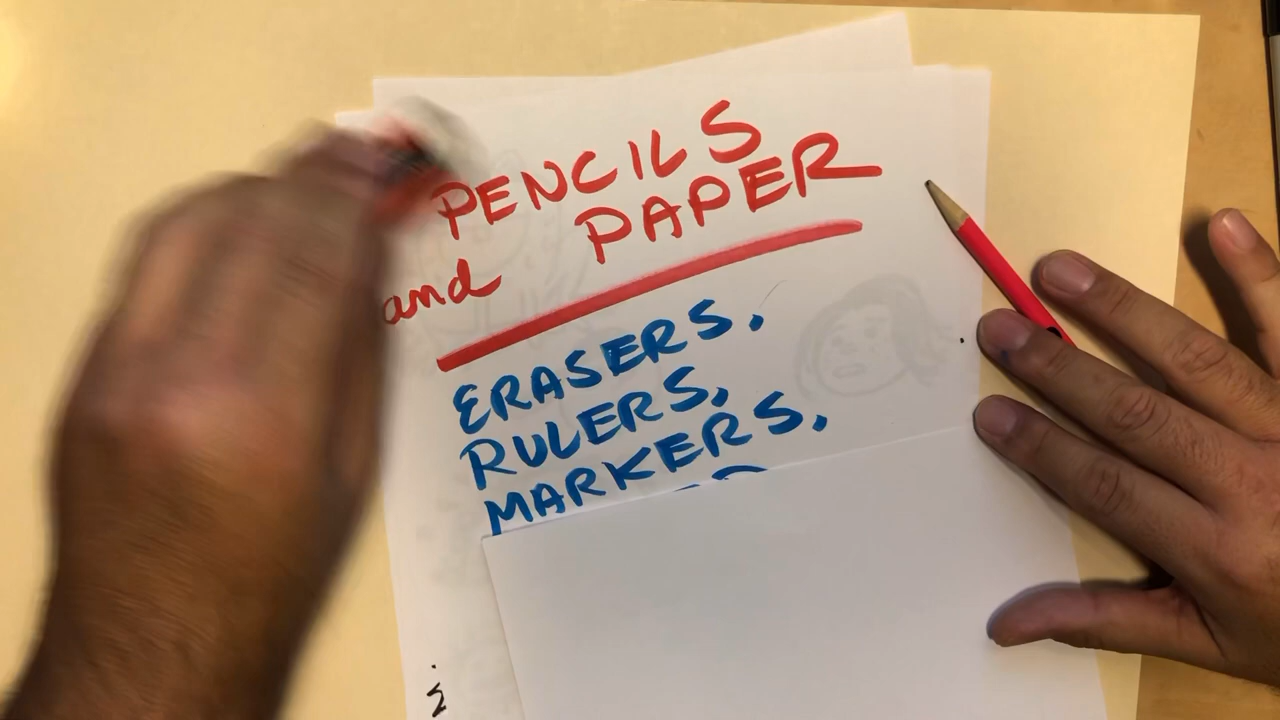 PENCILS
and PAPER
ERASERS,
RULERS,
MARKERS,